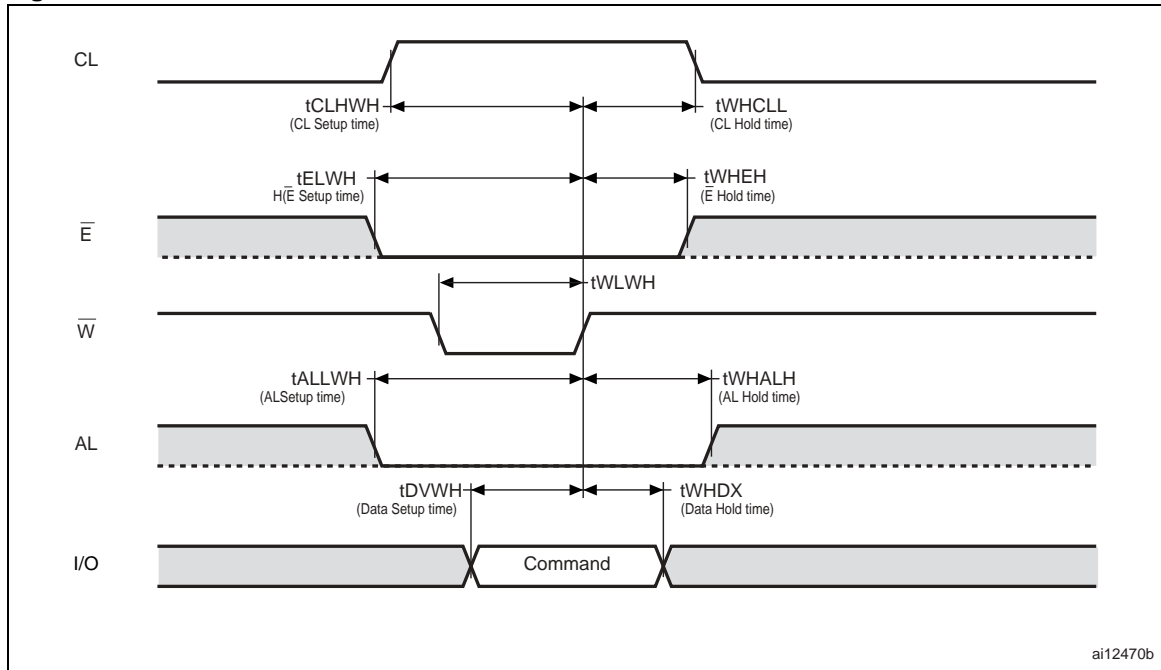 CL
tCLHWH
(CL Setup time)
tWHCLL
(CL Hold time)
tELWH
H(E̅ Setup time)
tWHEH
(E̅ Hold time)
E̅
tWLWH
W̅
tALLWH
(ALSetup time)
tWHALH
(AL Hold time)
AL
tDVWH
(Data Setup time)
tWHDX
(Data Hold time)
I/O
Command
ai12470b